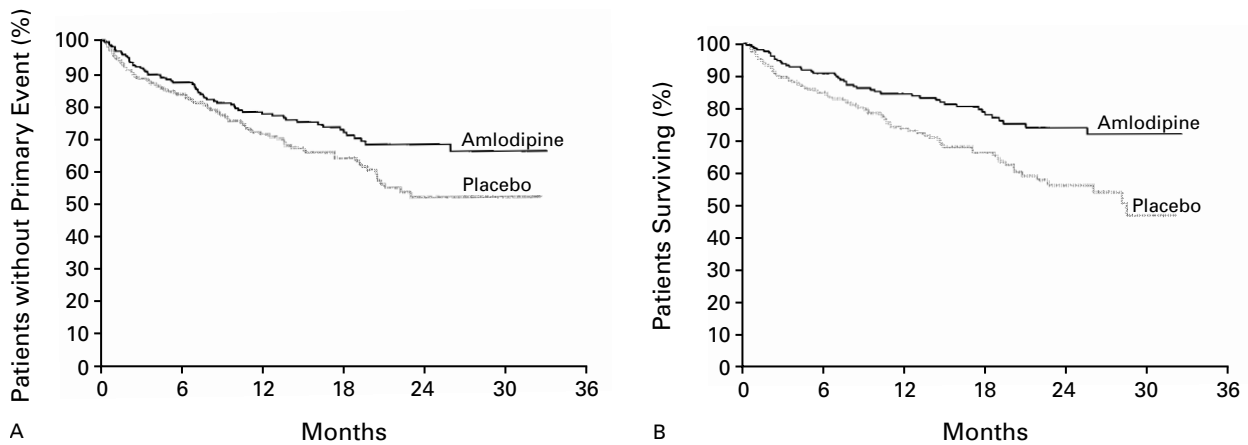 Patients without Primary Event (%)
100
90
80
70
60
50
40
30
20
10
0
Amlodipine
Placebo
0 6 12 18 24 30 36
A
Months
Patients Surviving (%)
100
90
80
70
60
50
40
30
20
10
0
Amlodipine
Placebo
0 6 12 18 24 30 36
B
Months